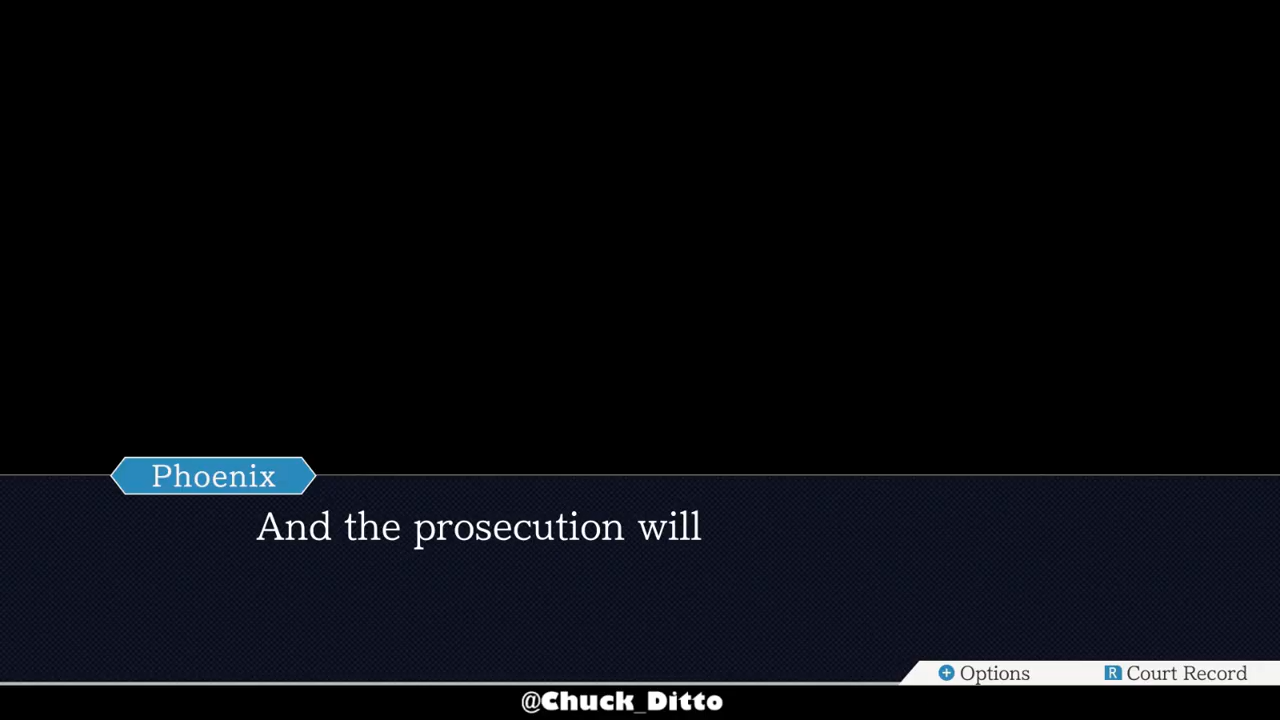 Phoenix
And the prosecution will
+ Options R Court Record
@Chuck_Ditto